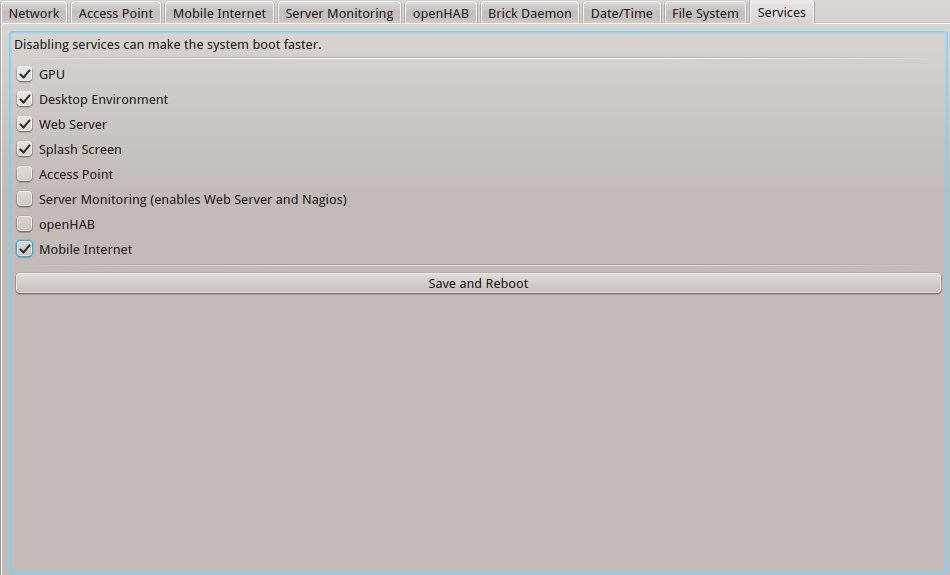 Network Access Point Mobile Internet Server Monitoring openHAB Brick Daemon Date/Time File System Services
Disabling services can make the system boot faster.
GPU
Desktop Environment
Web Server
Splash Screen
Access Point
Server Monitoring (enables Web Server and Nagios)
openHAB
Mobile Internet
Save and Reboot